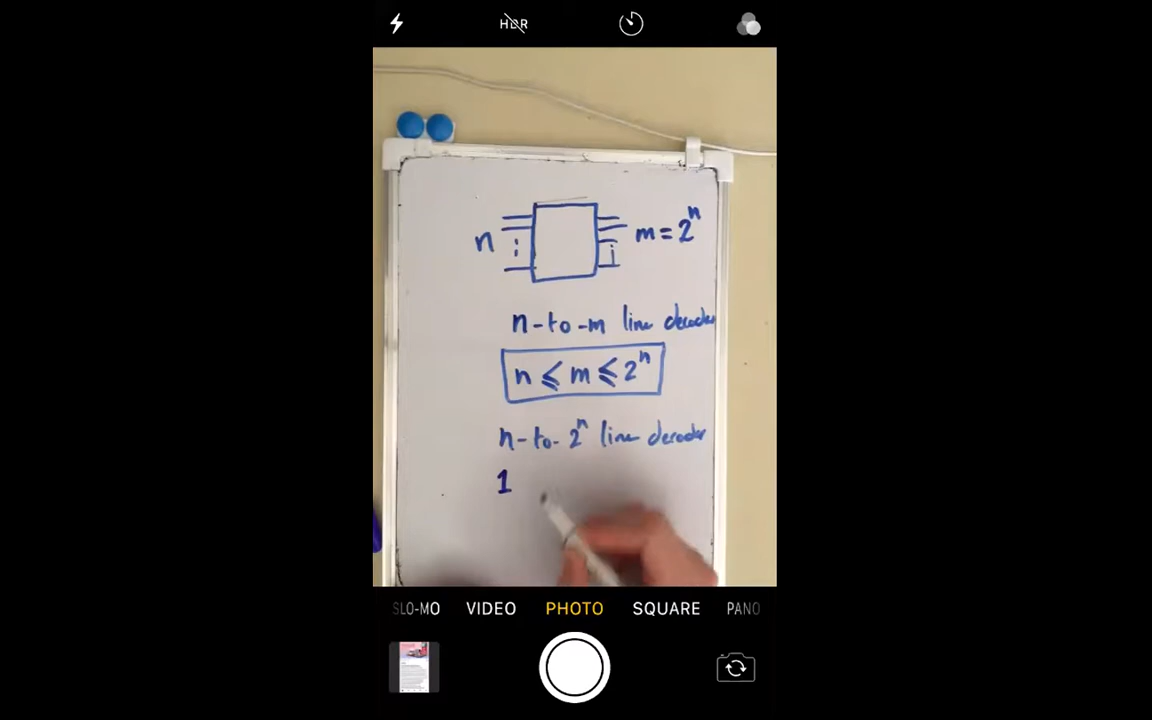 HDR
n i i m = 2ⁿ
n-to-m line decoder
n ⩽ m ⩽ 2ⁿ
n-to-2ⁿ line decoder
1
SLO-MO VIDEO PHOTO SQUARE PANO